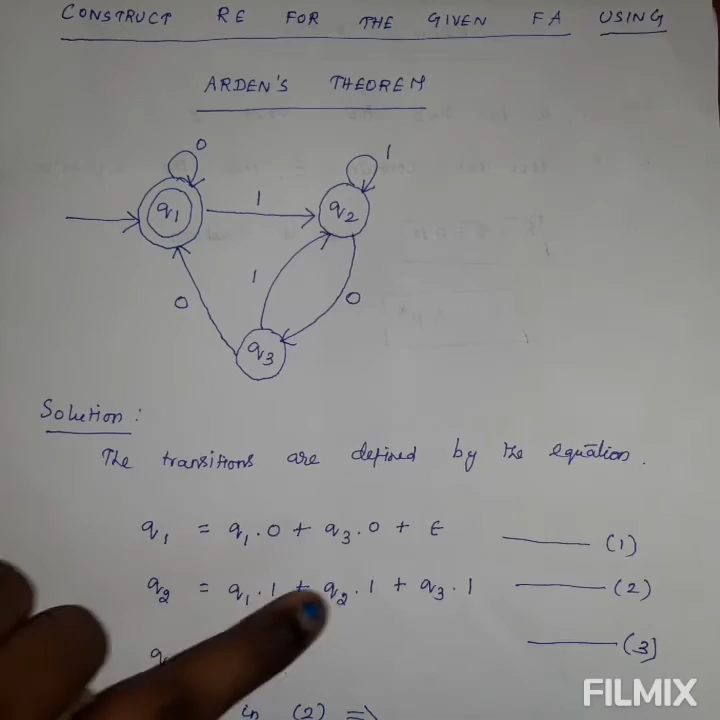 CONSTRUCT RE FOR THE GIVEN FA USING
ARDEN'S THEOREM
0
1
q1
1
q2
1
0
0
q3
Solution:
The transitions are defined by the equation.
q1 = q1.0 + q3.0 + ε ——— (1)
q2 = q1.1 + q2.1 + q3.1 ——— (2)
——— (3)
in (2) ⇒
FILMIX